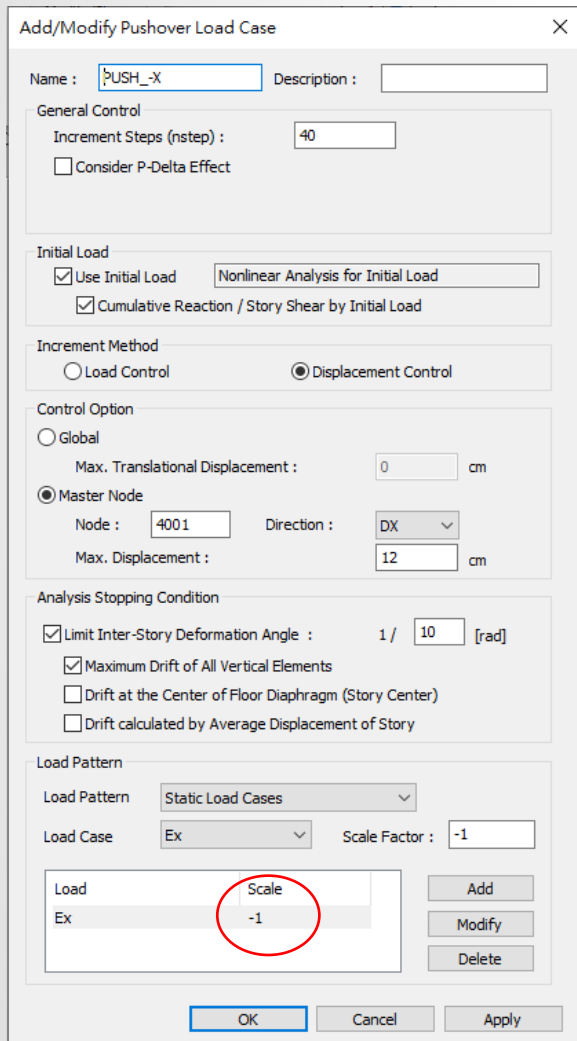 Add/Modify Pushover Load Case
Name : PUSH_-X Description :
General Control
Increment Steps (nstep) : 40
Consider P-Delta Effect
Initial Load
Use Initial Load Nonlinear Analysis for Initial Load
Cumulative Reaction / Story Shear by Initial Load
Increment Method
Load Control Displacement Control
Control Option
Global
Max. Translational Displacement : 0 cm
Master Node
Node : 4001 Direction : DX
Max. Displacement : 12 cm
Analysis Stopping Condition
Limit Inter-Story Deformation Angle : 1 / 10 [rad]
Maximum Drift of All Vertical Elements
Drift at the Center of Floor Diaphragm (Story Center)
Drift calculated by Average Displacement of Story
Load Pattern
Load Pattern Static Load Cases
Load Case Ex Scale Factor : -1
Load Scale Add
Ex -1 Modify
Delete
OK Cancel Apply